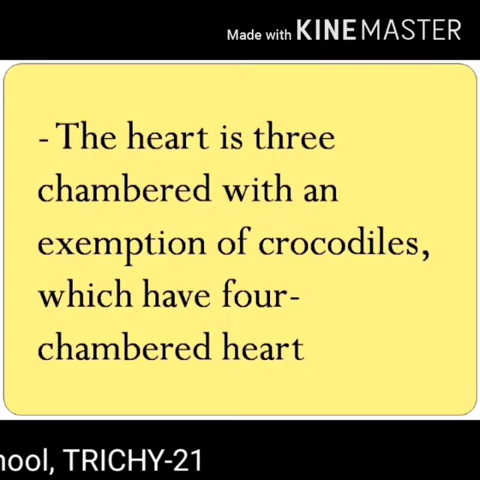 Made with KINEMASTER
- The heart is three
chambered with an
exemption of crocodiles,
which have four-
chambered heart
hool, TRICHY-21